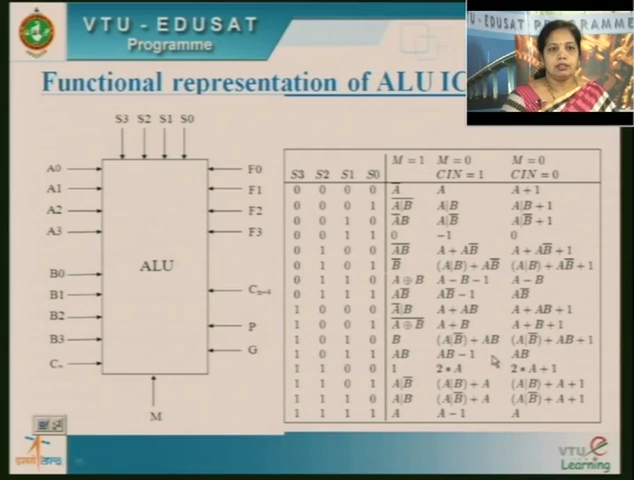 VTU - EDUSAT
Programme
- EDUSAT PROGRAMME
Functional representation of ALU IC
S3 S2 S1 S0
A0
A1
A2
A3
B0
B1
B2
B3
Cₙ
ALU
F0
F1
F2
F3
Cₙ₊₄
P
G
M
M = 1 M = 0 M = 0
S3 S2 S1 S0 CIN = 1 CIN = 0
0 0 0 0 A̅ A A + 1
0 0 0 1 A̅|̅B̅ A|B A|B + 1
0 0 1 0 A̅B A|B̅ A|B̅ + 1
0 0 1 1 0 −1 0
0 1 0 0 A̅B̅ A + AB̅ A + AB̅ + 1
0 1 0 1 B̅ (A|B) + AB̅ (A|B) + AB̅ + 1
0 1 1 0 A ⊕ B A − B − 1 A − B
0 1 1 1 AB̅ AB̅ − 1 AB̅
1 0 0 0 A̅|B A + AB A + AB + 1
1 0 0 1 A̅ ̅⊕̅ ̅B̅ A + B A + B + 1
1 0 1 0 B (A|B̅) + AB (A|B̅) + AB + 1
1 0 1 1 AB AB − 1 AB
1 1 0 0 1 2 * A 2 * A + 1
1 1 0 1 A|B̅ (A|B) + A (A|B) + A + 1
1 1 1 0 A|B (A|B̅) + A (A|B̅) + A + 1
1 1 1 1 A A − 1 A
VTU e
Learning